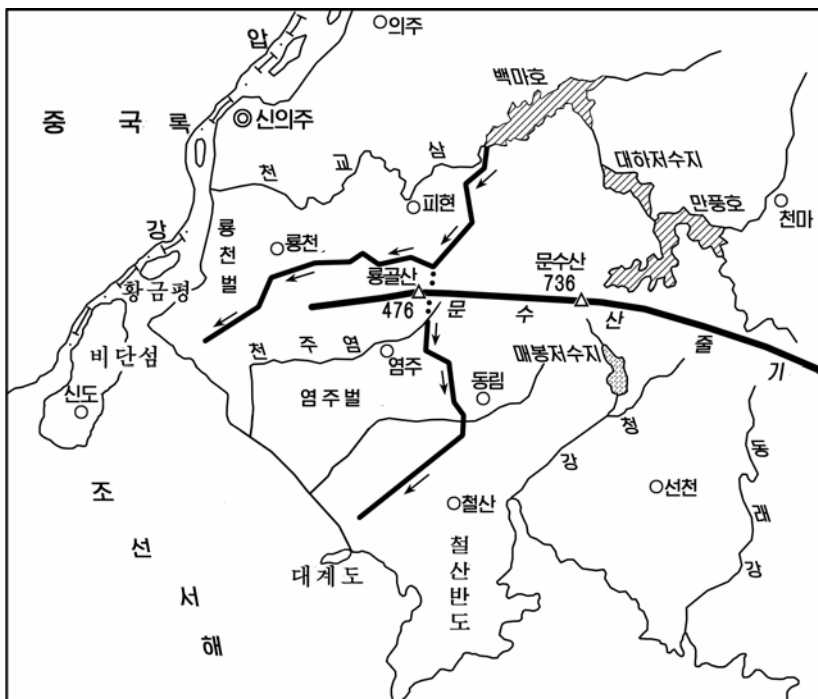 의주
압
백마호
중국륙
신의주
삼교천
대하저수지
만풍호
천마
피현
강
룡천벌
룡천
황금평
룡골산
476
문수산
736
문수산줄기
비단섬
염주천
염주
매봉저수지
신도
염주벌
동림
청강
동래강
선천
조선서해
철산
대계도
철산반도